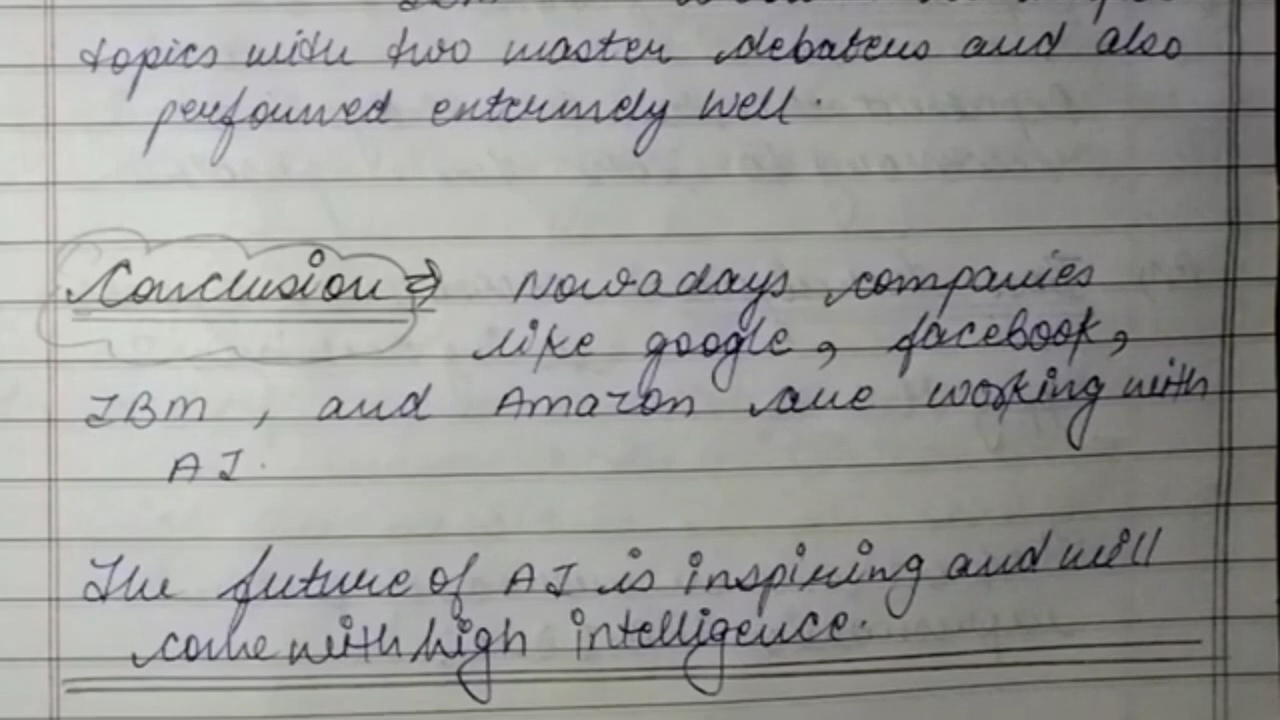 topics with two master debaters and also
performed extremely well.
Conclusion ⇒ Nowadays companies
like google, facebook,
IBM, and Amazon are working with
AI.
The future of AI is inspiring and will
come with high intelligence.